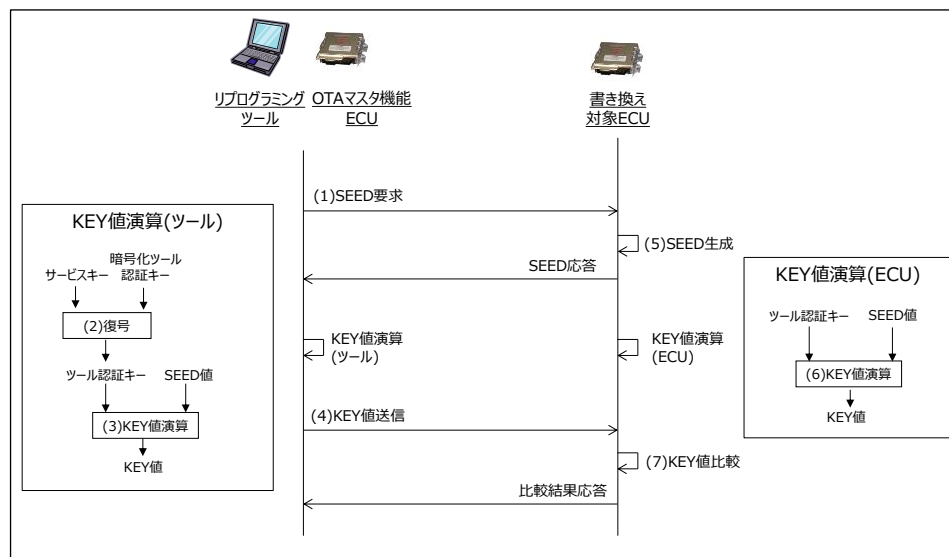 リプログラミング
ツール
OTAマスタ機能
ECU
書き換え
対象ECU
(1)SEED要求
(5)SEED生成
SEED応答
KEY値演算
(ツール)
KEY値演算
(ECU)
(4)KEY値送信
(7)KEY値比較
比較結果応答
KEY値演算(ツール)
サービスキー
暗号化ツール
認証キー
(2)復号
ツール認証キー
SEED値
(3)KEY値演算
KEY値
KEY値演算(ECU)
ツール認証キー
SEED値
(6)KEY値演算
KEY値